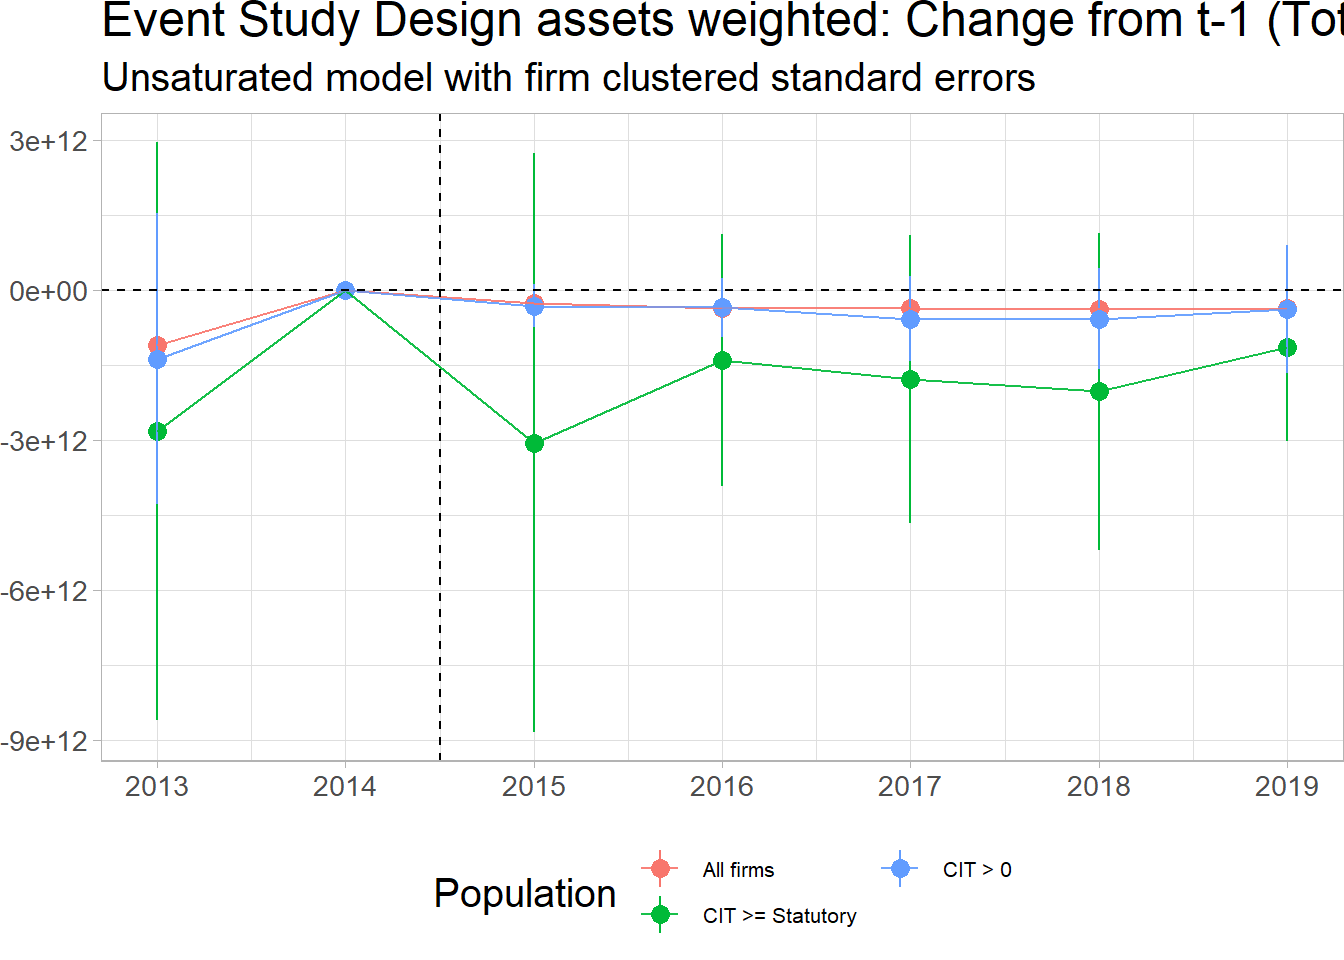 Event Study Design assets weighted: Change from t-1 (Tot
Unsaturated model with firm clustered standard errors
3e+12
0e+00
-3e+12
-6e+12
-9e+12
2013 2014 2015 2016 2017 2018 2019
Population
All firms
CIT > 0
CIT >= Statutory